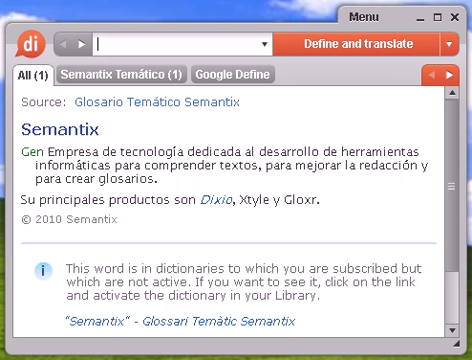 Menu
di
Define and translate
All (1) Semantix Temático (1) Google Define
Source: Glosario Temático Semantix
Semantix
Gen Empresa de tecnología dedicada al desarrollo de herramientas
informáticas para comprender textos, para mejorar la redacción y
para crear glosarios.
Su principales productos son Dixio, Xtyle y Gloxr.
© 2010 Semantix
i
This word is in dictionaries to which you are subscribed but
which are not active. If you want to see it, click on the link
and activate the dictionary in your Library.
"Semantix" - Glossari Temàtic Semantix